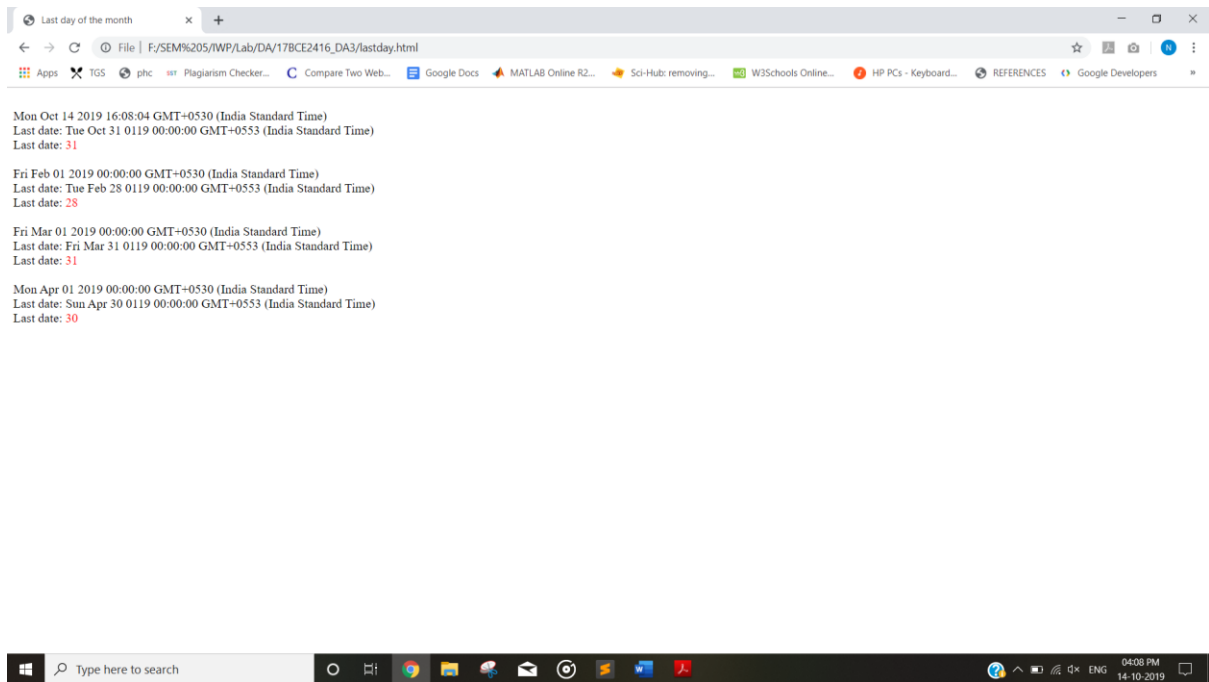 Last day of the month
File | F:/SEM%205/IWP/Lab/DA/17BCE2416_DA3/lastday.html
N
Apps TGS phc Plagiarism Checker... Compare Two Web... Google Docs MATLAB Online R2... Sci-Hub: removing... W3Schools Online... HP PCs - Keyboard... REFERENCES Google Developers »
Mon Oct 14 2019 16:08:04 GMT+0530 (India Standard Time)
Last date: Tue Oct 31 0119 00:00:00 GMT+0553 (India Standard Time)
Last date: 31
Fri Feb 01 2019 00:00:00 GMT+0530 (India Standard Time)
Last date: Tue Feb 28 0119 00:00:00 GMT+0553 (India Standard Time)
Last date: 28
Fri Mar 01 2019 00:00:00 GMT+0530 (India Standard Time)
Last date: Fri Mar 31 0119 00:00:00 GMT+0553 (India Standard Time)
Last date: 31
Mon Apr 01 2019 00:00:00 GMT+0530 (India Standard Time)
Last date: Sun Apr 30 0119 00:00:00 GMT+0553 (India Standard Time)
Last date: 30
Type here to search
ENG
04:08 PM
14-10-2019